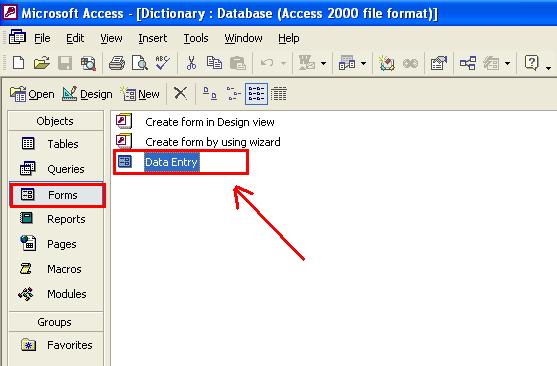 Microsoft Access - [Dictionary : Database (Access 2000 file format)]
File Edit View Insert Tools Window Help
ABC
Open Design New
Objects
Create form in Design view
Tables
Create form by using wizard
Queries
Data Entry
Forms
Reports
Pages
Macros
Modules
Groups
Favorites